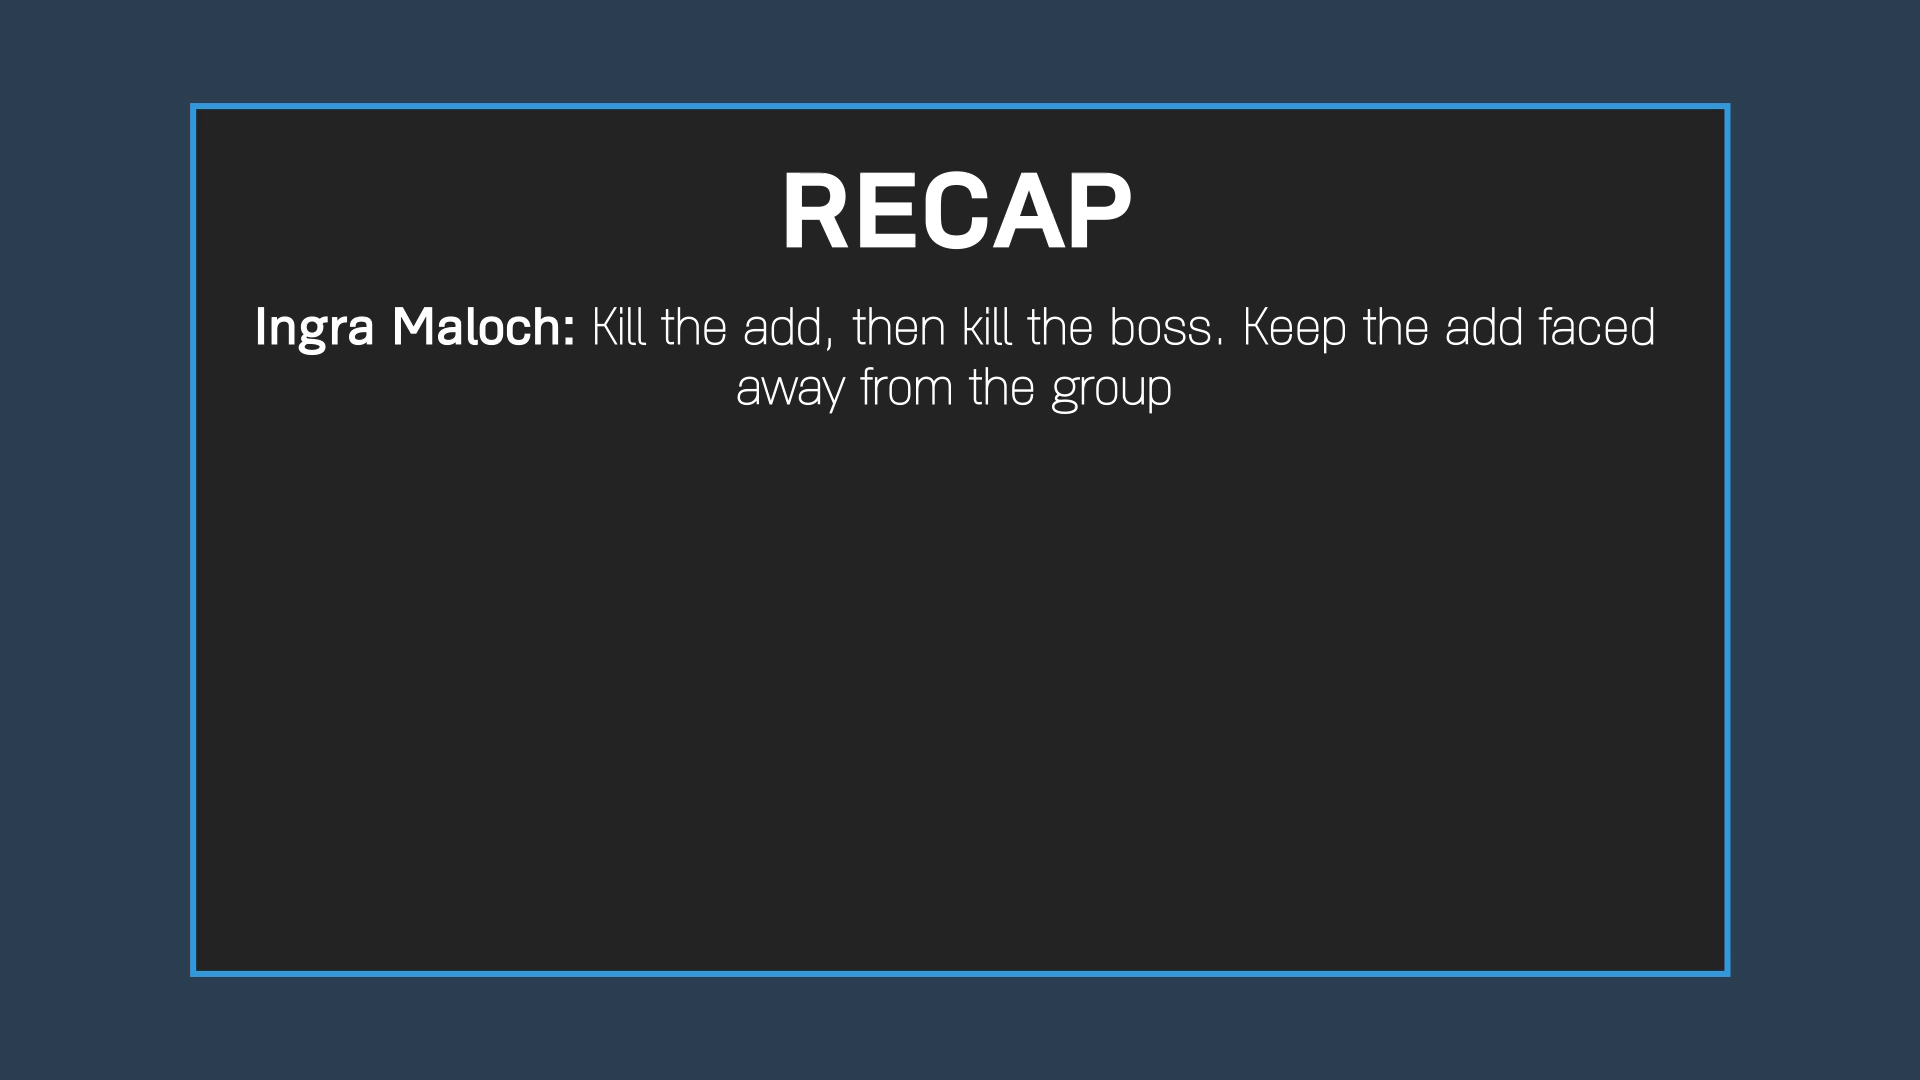 RECAP
Ingra Maloch: Kill the add, then kill the boss. Keep the add faced
away from the group